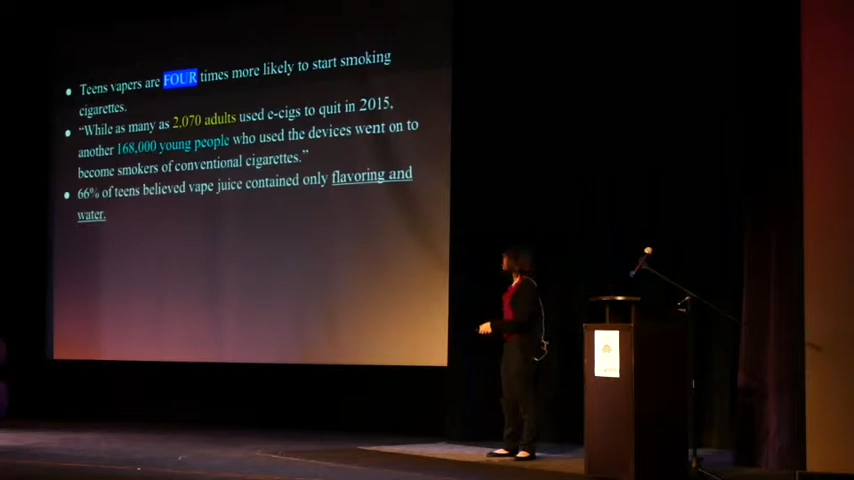 Teens vapers are FOUR times more likely to start smoking
cigarettes.
"While as many as 2,070 adults used e-cigs to quit in 2015,
another 168,000 young people who used the devices went on to
become smokers of conventional cigarettes."
66% of teens believed vape juice contained only flavoring and
water.